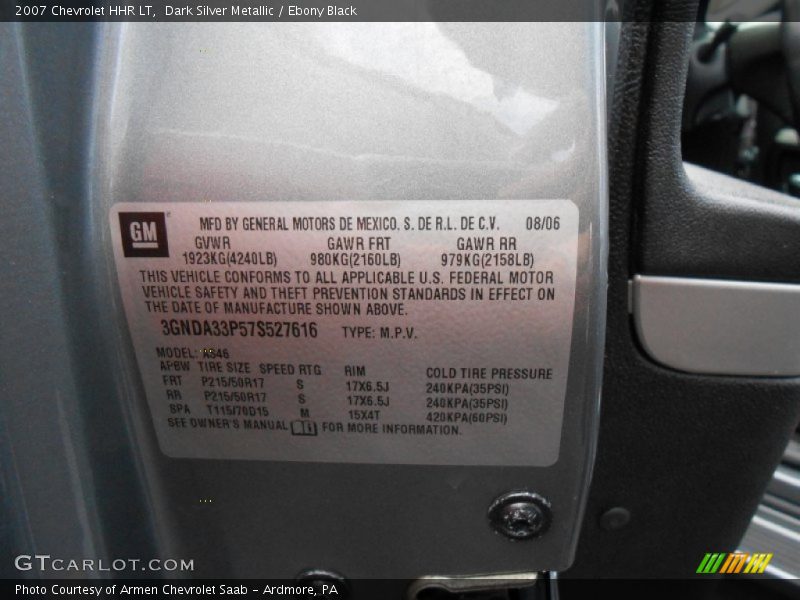 2007 Chevrolet HHR LT,  Dark Silver Metallic / Ebony Black
GM
MFD BY GENERAL MOTORS DE MEXICO. S. DE R.L. DE C.V. 08/06
GVWR GAWR FRT GAWR RR
1923KG(4240LB) 980KG(2160LB) 979KG(2158LB)
THIS VEHICLE CONFORMS TO ALL APPLICABLE U.S. FEDERAL MOTOR
VEHICLE SAFETY AND THEFT PREVENTION STANDARDS IN EFFECT ON
THE DATE OF MANUFACTURE SHOWN ABOVE.
3GNDA33P57S527616 TYPE: M.P.V.
MODEL: AS46
TIRE SIZE SPEED RTG RIM COLD TIRE PRESSURE
FRT P215/50R17 S 17X6.5J 240KPA(35PSI)
RR P215/50R17 S 17X6.5J 240KPA(35PSI)
SPA T115/70D15 M 15X4T 420KPA(60PSI)
SEE OWNER'S MANUAL FOR MORE INFORMATION.
GTCARLOT.COM
Photo Courtesy of Armen Chevrolet Saab - Ardmore, PA